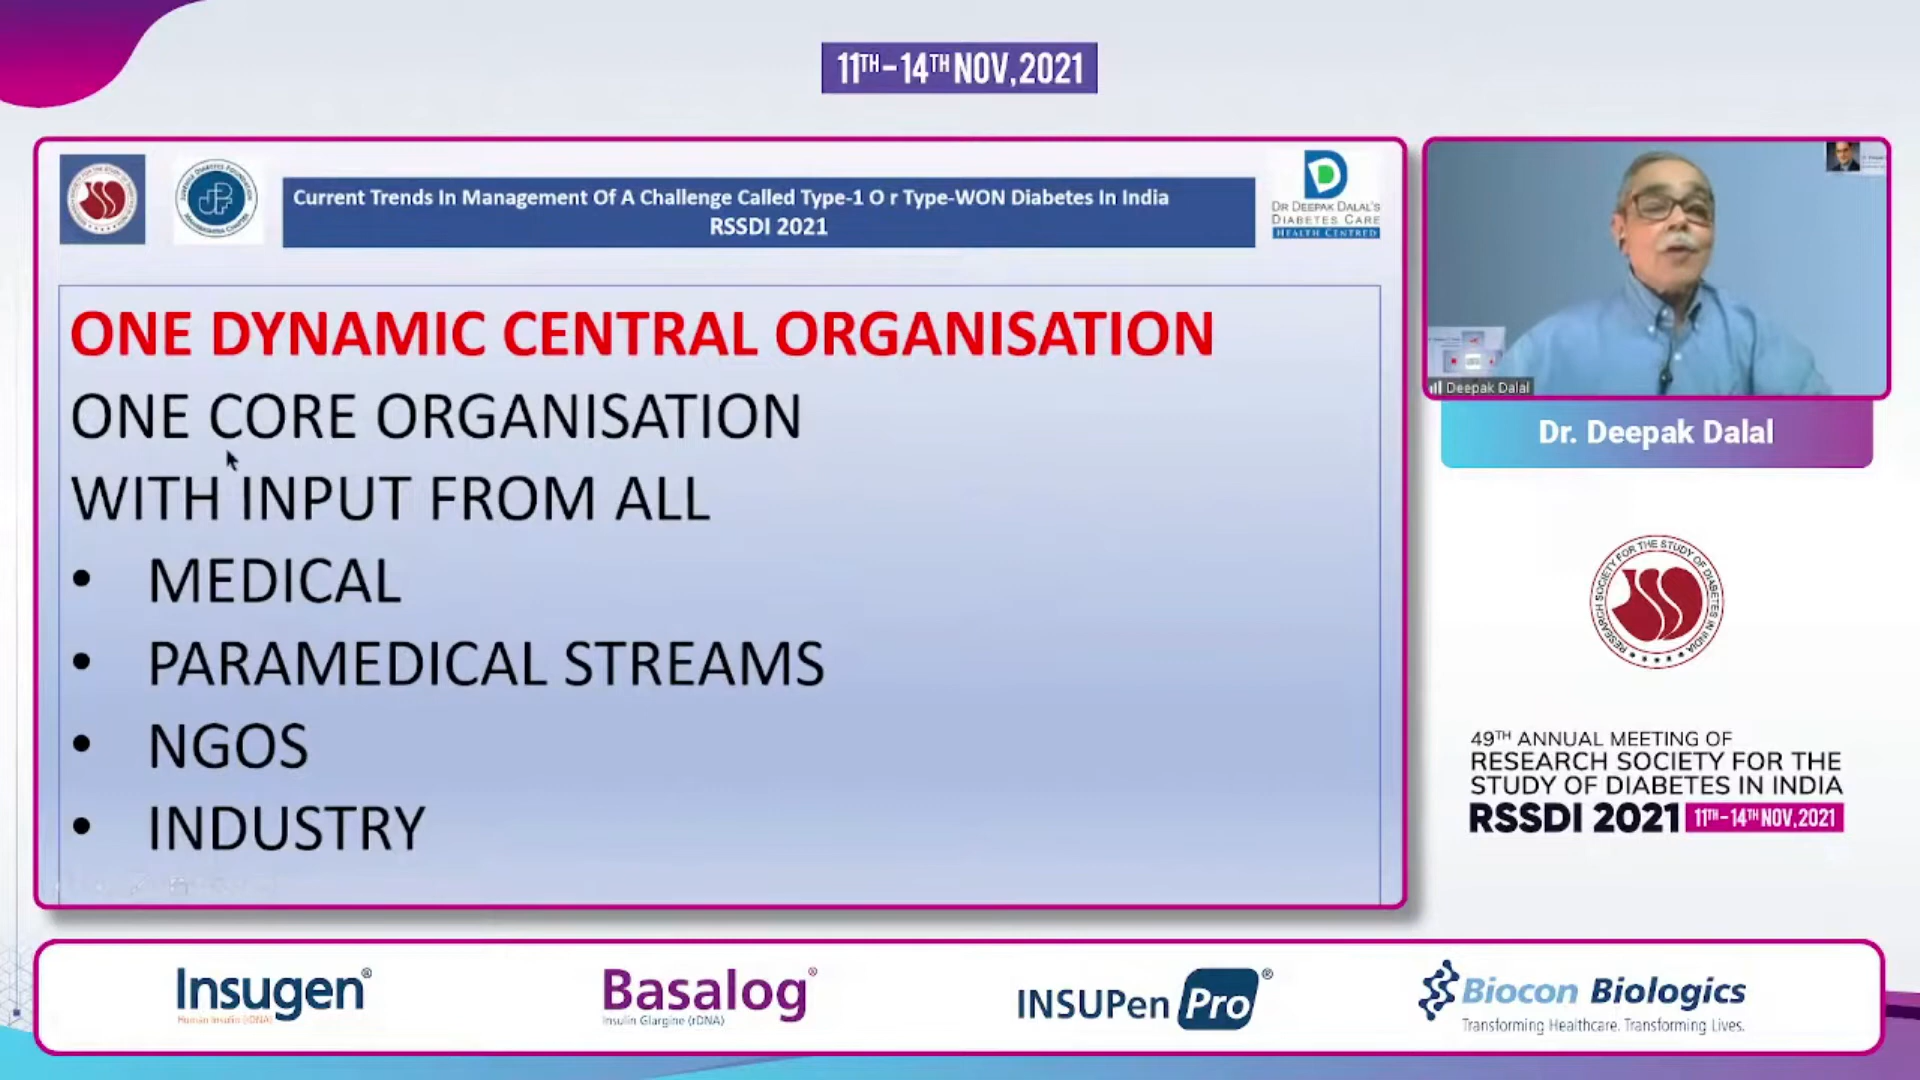 11TH–14TH NOV,2021
Current Trends In Management Of A Challenge Called Type-1 O r Type-WON Diabetes In India
RSSDI 2021
DR DEEPAK DALAL'S
DIABETES CARE
HEALTH CENTRED
ONE DYNAMIC CENTRAL ORGANISATION
ONE CORE ORGANISATION
WITH INPUT FROM ALL
• MEDICAL
• PARAMEDICAL STREAMS
• NGOS
• INDUSTRY
Deepak Dalal
Dr. Deepak Dalal
RESEARCH SOCIETY FOR THE STUDY OF DIABETES IN INDIA
49TH ANNUAL MEETING OF
RESEARCH SOCIETY FOR THE
STUDY OF DIABETES IN INDIA
RSSDI 2021 11TH–14TH NOV,2021
Insugen®
Human Insulin (rDNA)
Basalog®
Insulin Glargine (rDNA)
INSUPen Pro®
Biocon Biologics
Transforming Healthcare. Transforming Lives.